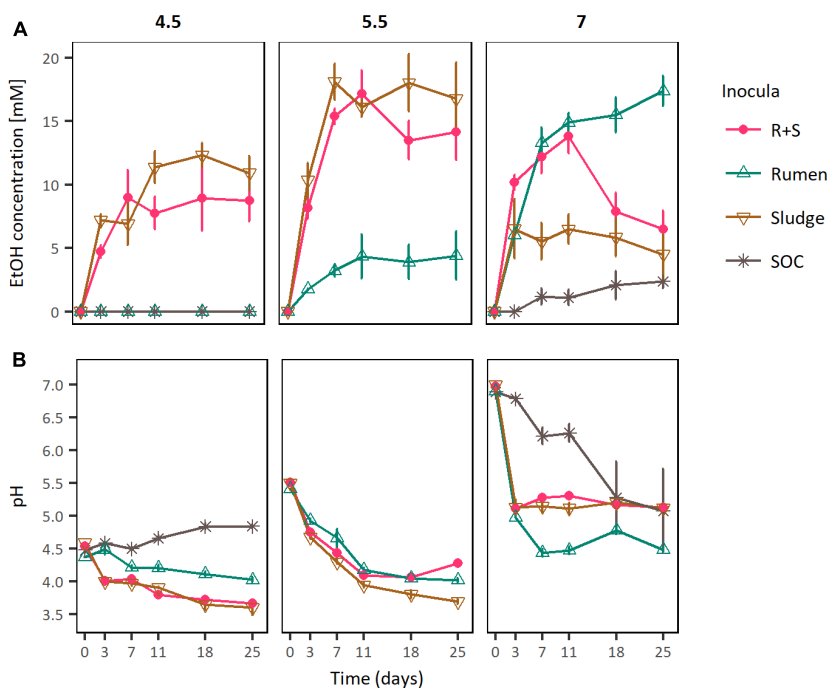 4.5 5.5 7
A
EtOH concentration [mM]
20
15
10
5
0
Inocula
R+S
Rumen
Sludge
SOC
B
pH
7.0
6.5
6.0
5.5
5.0
4.5
4.0
3.5
0 3 7 11 18 25 0 3 7 11 18 25 0 3 7 11 18 25
Time (days)